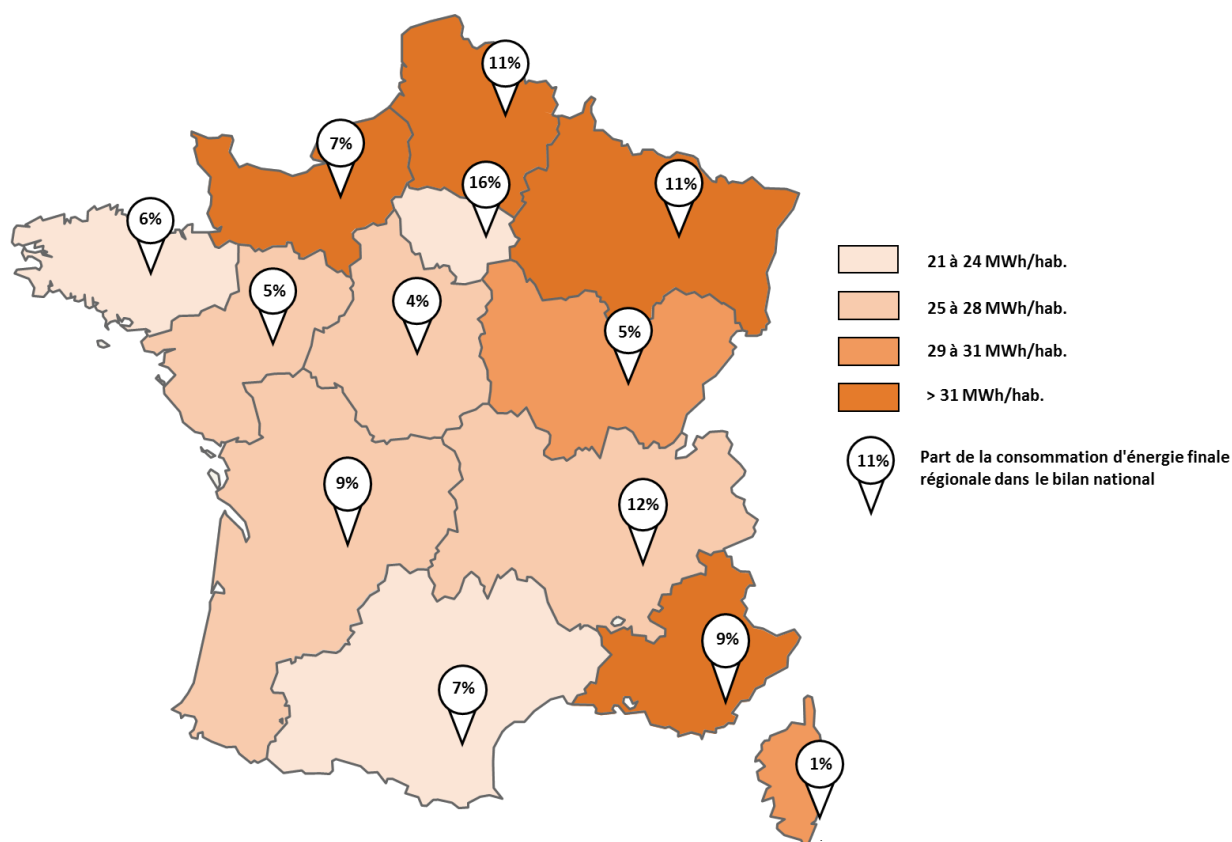 11%
7%
16%
11%
6%
5%
4%
5%
9%
12%
9%
7%
1%
21 à 24 MWh/hab.
25 à 28 MWh/hab.
29 à 31 MWh/hab.
> 31 MWh/hab.
11%
Part de la consommation d'énergie finale
régionale dans le bilan national